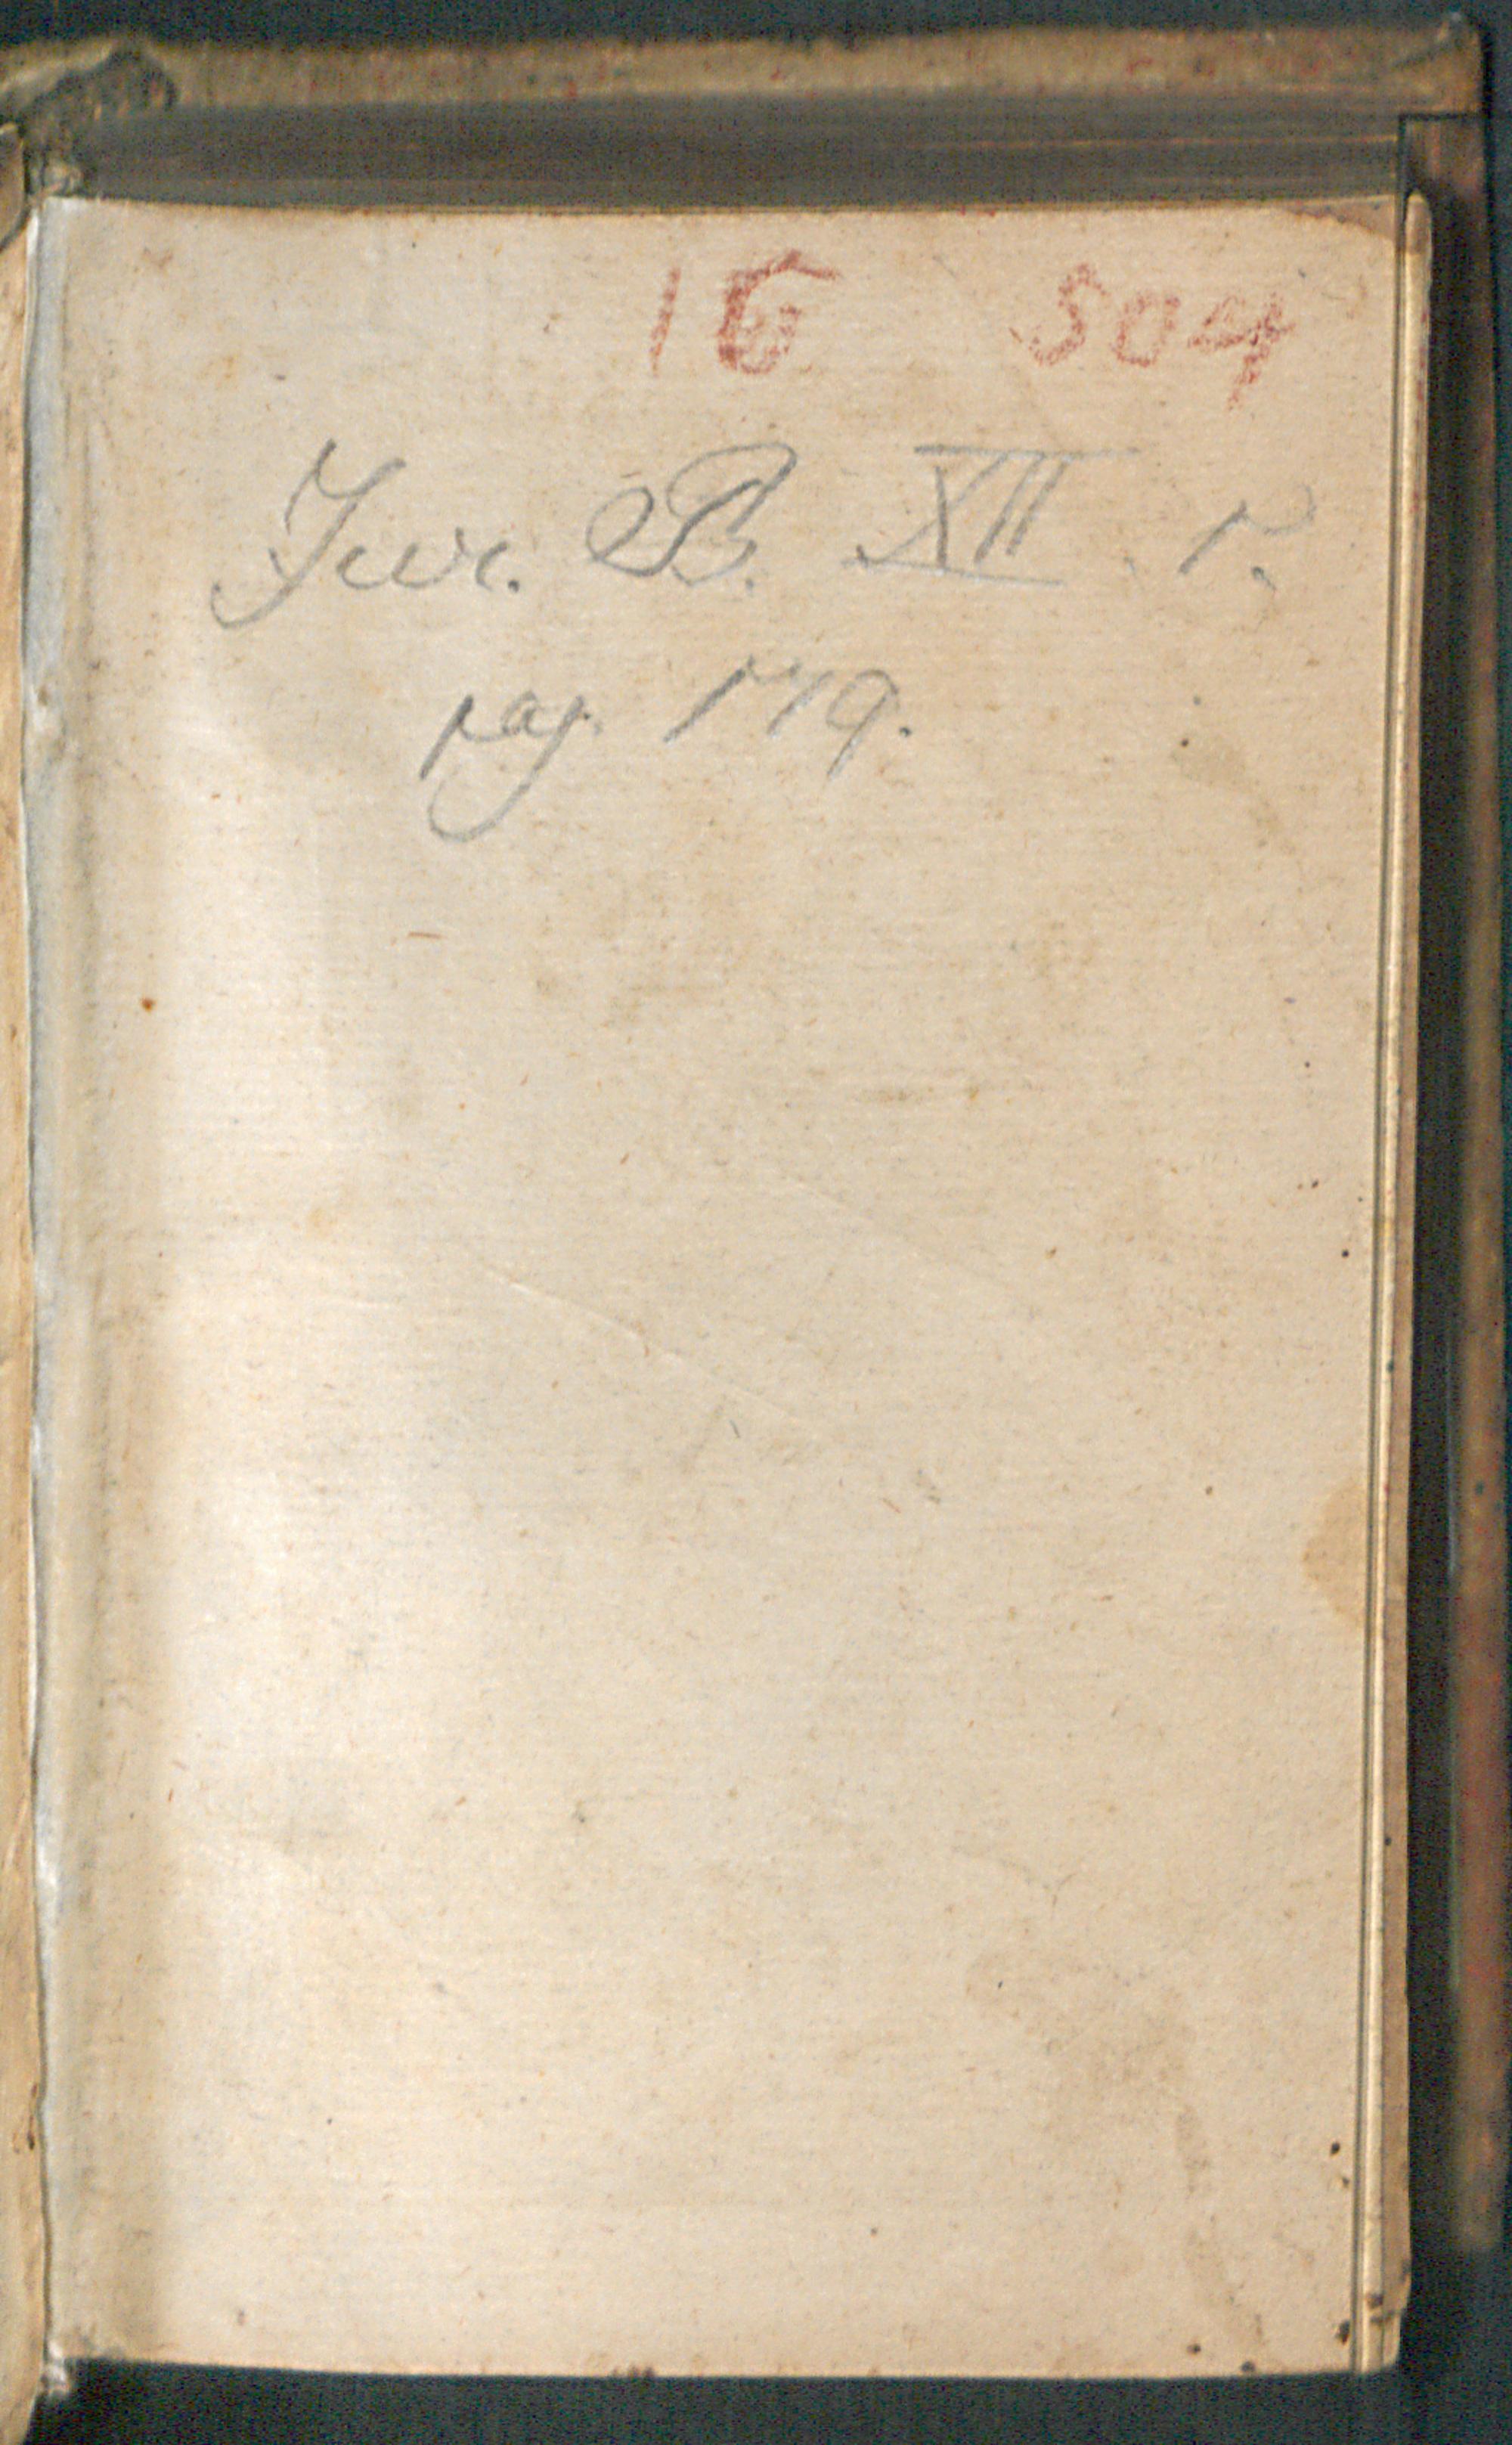 16 504
Jur. B. XII. r.
pag. 179.